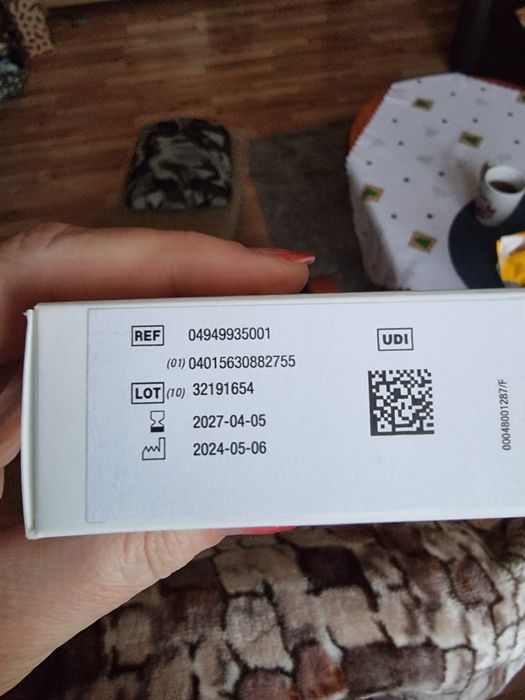 REF 04949935001
(01) 04015630882755
LOT (10) 32191654
2027-04-05
2024-05-06
UDI
00048001287/F